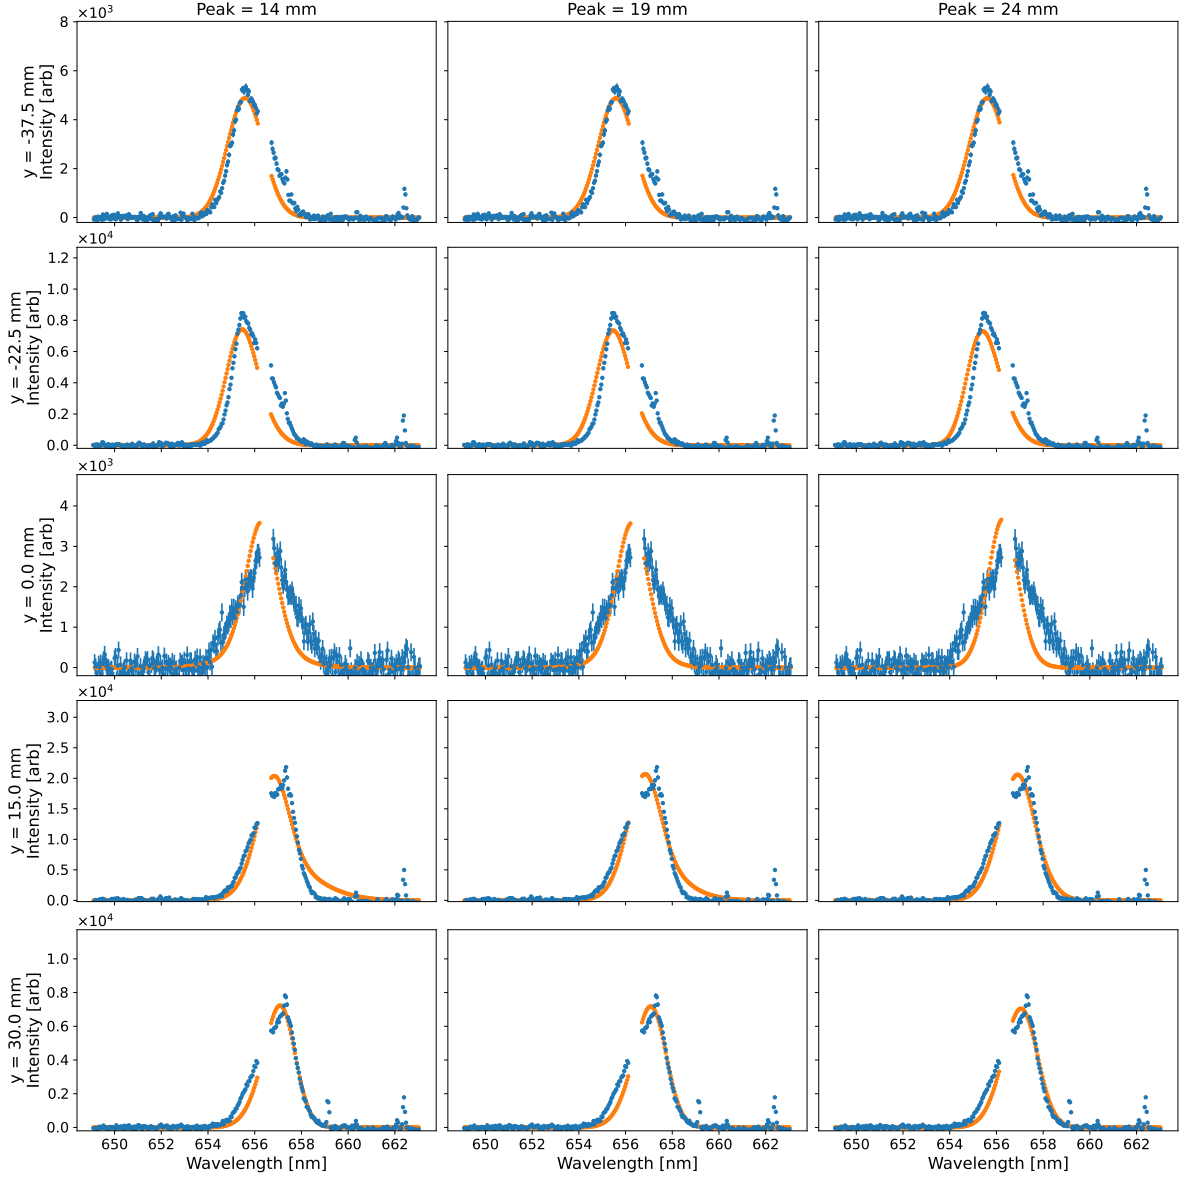 Peak = 14 mm Peak = 19 mm Peak = 24 mm
×10³
y = -37.5 mm
Intensity [arb]
8
6
4
2
0
×10⁴
y = -22.5 mm
Intensity [arb]
1.2
1.0
0.8
0.6
0.4
0.2
0.0
×10³
y = 0.0 mm
Intensity [arb]
4
3
2
1
0
×10⁴
y = 15.0 mm
Intensity [arb]
3.0
2.5
2.0
1.5
1.0
0.5
0.0
×10⁴
y = 30.0 mm
Intensity [arb]
1.0
0.8
0.6
0.4
0.2
0.0
650 652 654 656 658 660 662 650 652 654 656 658 660 662 650 652 654 656 658 660 662
Wavelength [nm] Wavelength [nm] Wavelength [nm]